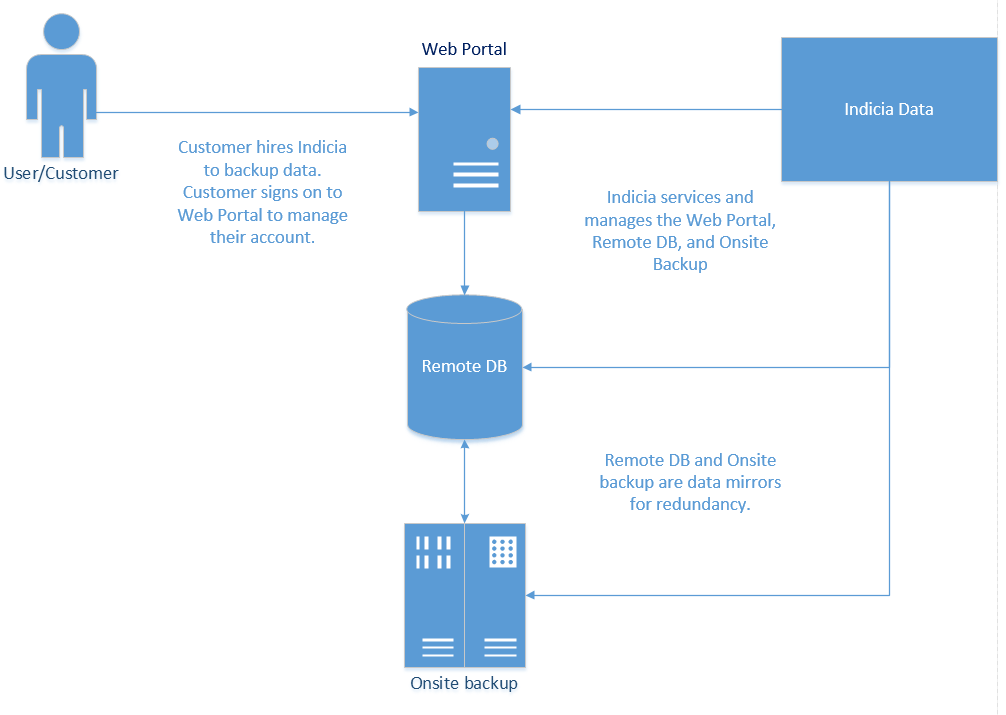 Web Portal
Indicia Data
User/Customer
Customer hires Indicia
to backup data.
Customer signs on to
Web Portal to manage
their account.
Indicia services and
manages the Web Portal,
Remote DB, and Onsite
Backup
Remote DB
Remote DB and Onsite
backup are data mirrors
for redundancy.
Onsite backup